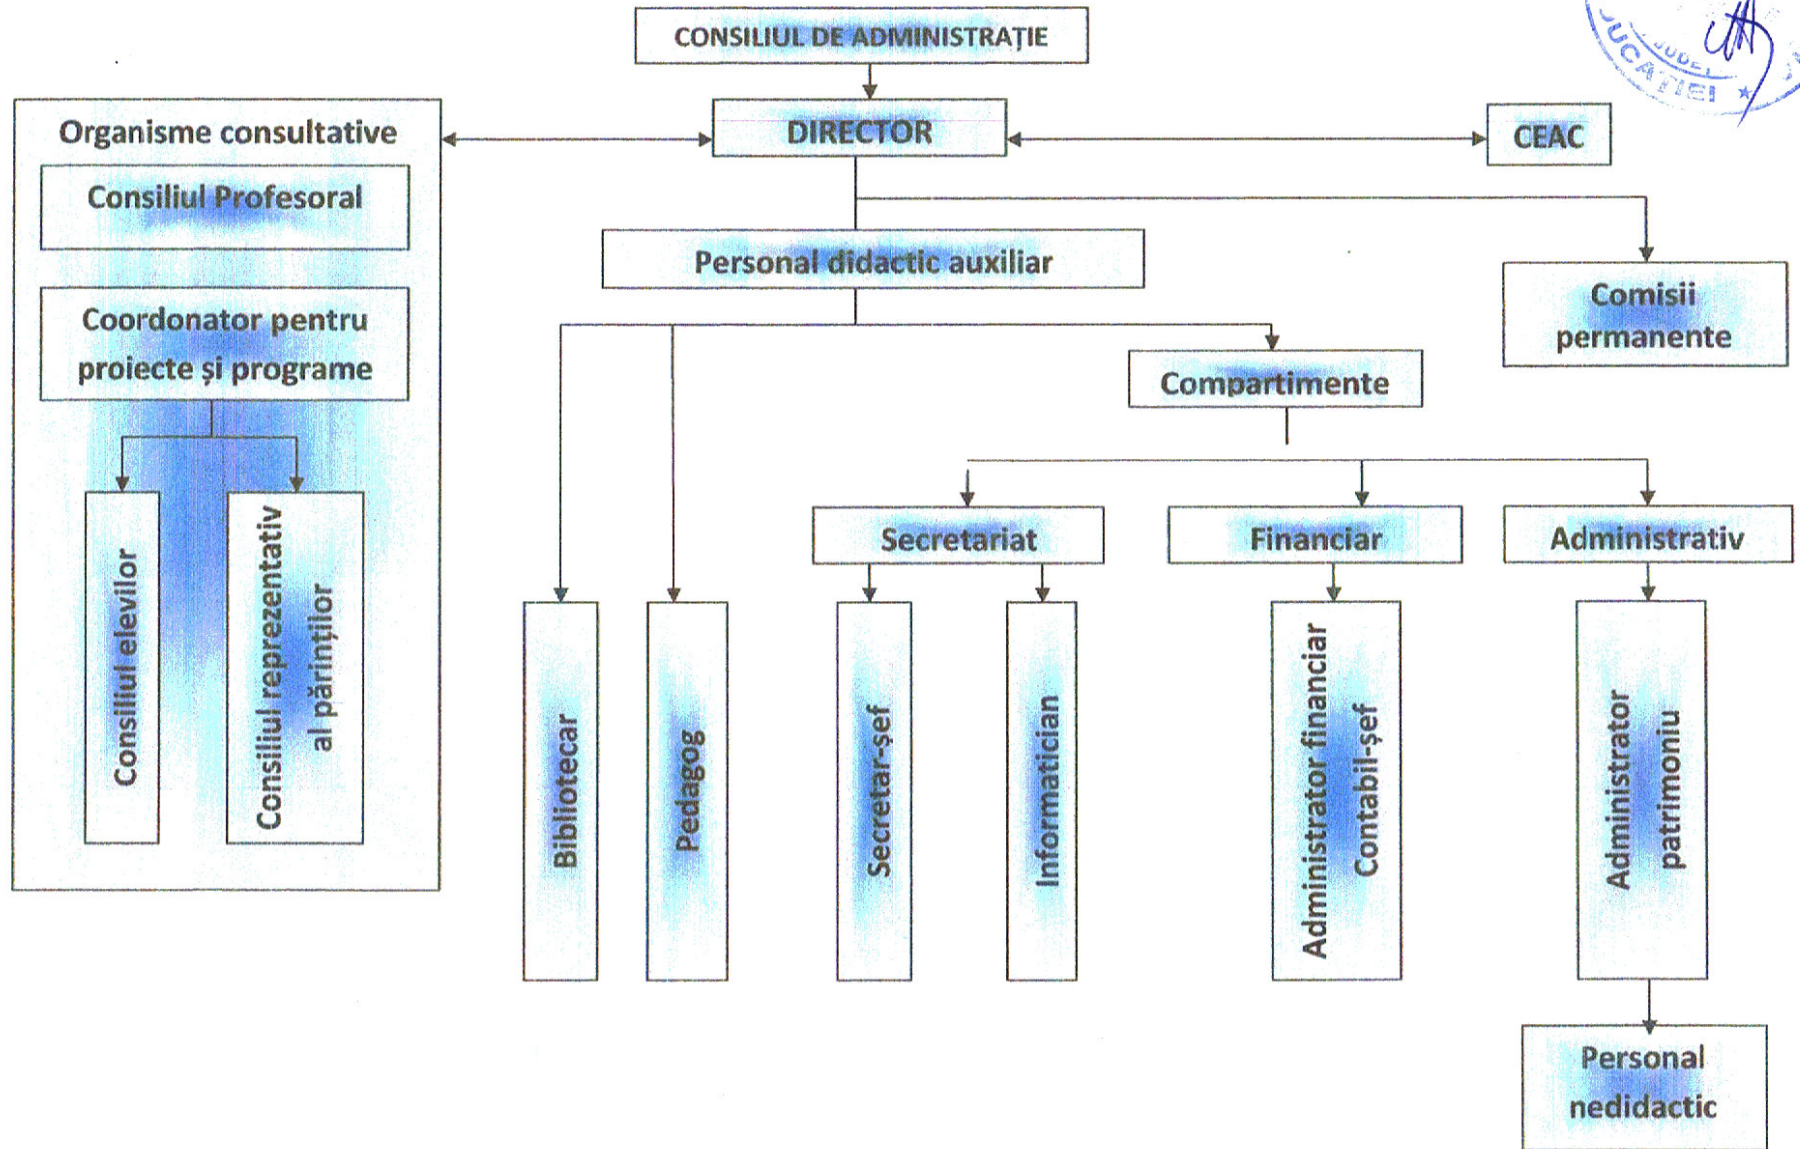 CONSILIUL DE ADMINISTRAȚIE
DIRECTOR
CEAC
Organisme consultative
Consiliul Profesoral
Coordonator pentru
proiecte și programe
Consiliul elevilor
Consiliul reprezentativ
al părinților
Personal didactic auxiliar
Comisii
permanente
Compartimente
Secretariat
Financiar
Administrativ
Bibliotecar
Pedagog
Secretar-șef
Informatician
Administrator financiar
Contabil-șef
Administrator
patrimoniu
Personal
nedidactic